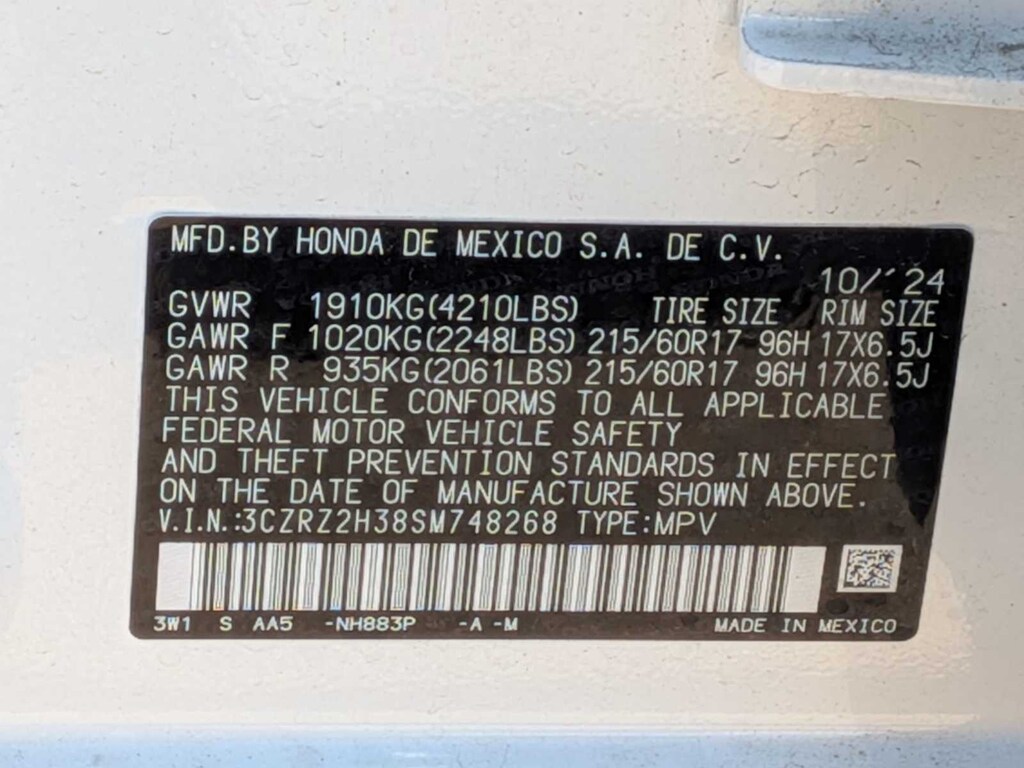 MFD.BY HONDA DE MEXICO S.A. DE C.V.
10/'24
GVWR 1910KG(4210LBS) TIRE SIZE RIM SIZE
GAWR F 1020KG(2248LBS) 215/60R17 96H 17X6.5J
GAWR R 935KG(2061LBS) 215/60R17 96H 17X6.5J
THIS VEHICLE CONFORMS TO ALL APPLICABLE
FEDERAL MOTOR VEHICLE SAFETY
AND THEFT PREVENTION STANDARDS IN EFFECT
ON THE DATE OF MANUFACTURE SHOWN ABOVE.
V.I.N.:3CZRZ2H38SM748268 TYPE:MPV
3W1 S AA5 -NH883P -A -M MADE IN MEXICO